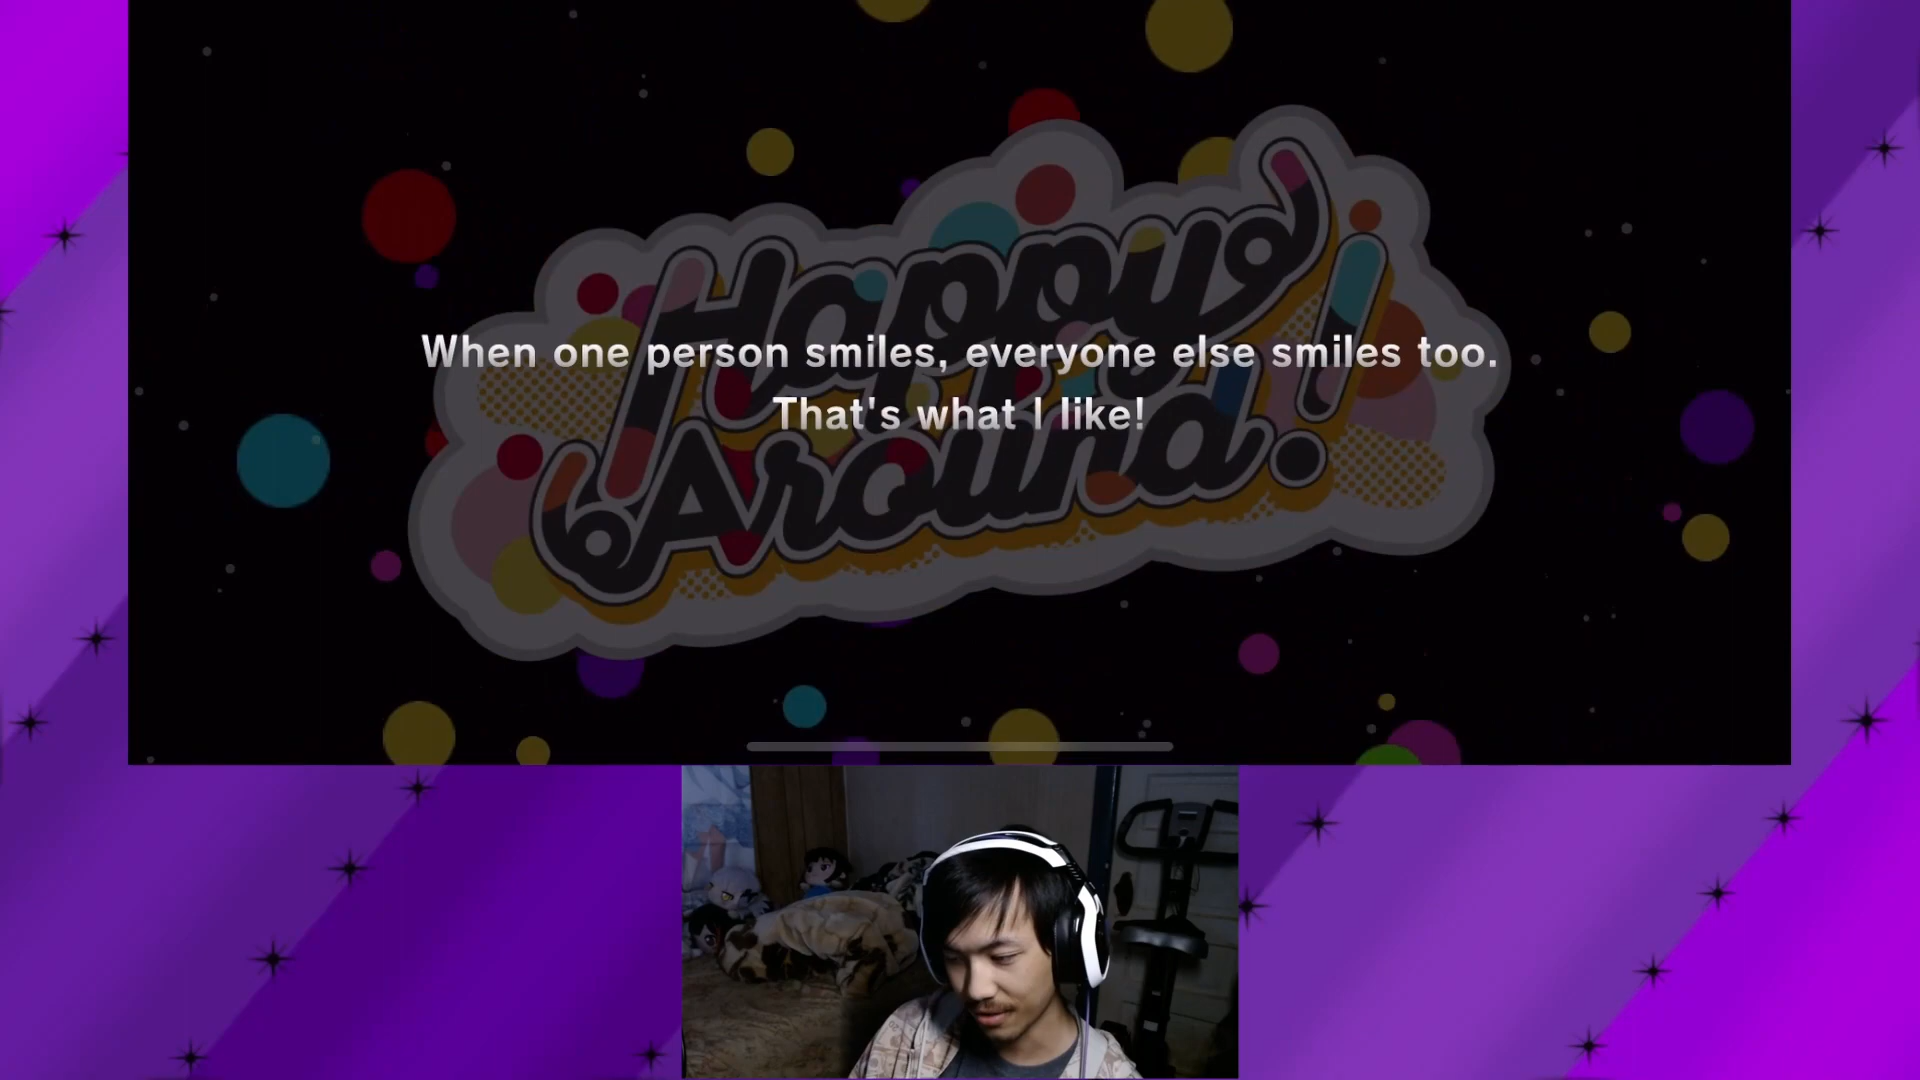 Happy
Around!
When one person smiles, everyone else smiles too.
That's what I like!